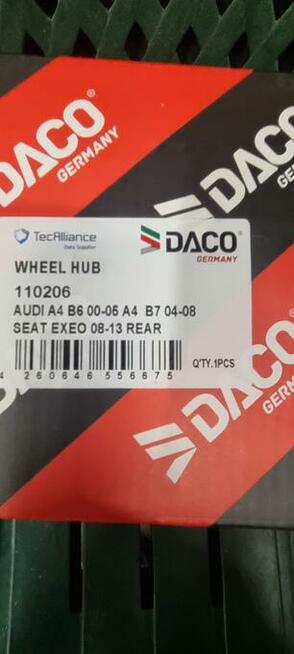 DACO®
GERMANY
DACO
GERMANY
TecAlliance
Data Supplier
DACO®
GERMANY
WHEEL HUB
110206
AUDI A4 B6 00-05 A4 B7 04-08
SEAT EXEO 08-13 REAR
Q'TY.1PCS
4 260646 556675
DACO
GERMANY